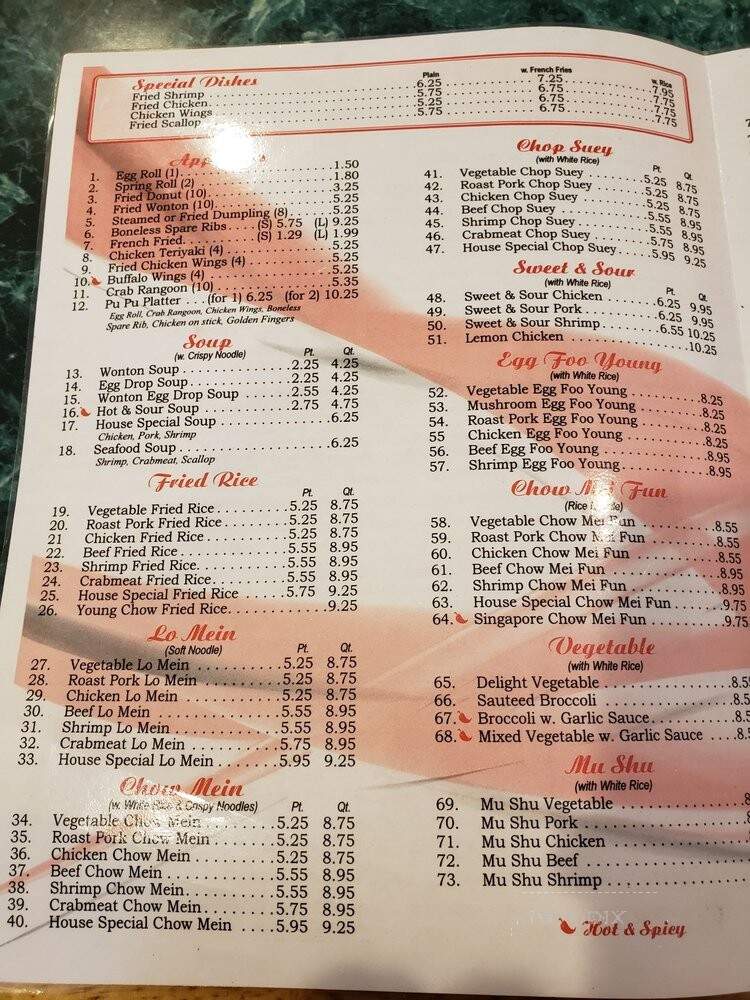 Special Dishes
Plain w. French Fries w. Rice
Fried Shrimp 6.25 7.25 7.95
Fried Chicken 5.75 6.75 7.75
Chicken Wings 5.25 6.75 7.75
Fried Scallop 5.75 6.75 7.75
1. Egg Roll (1) 1.50
2. Spring Roll (2) 1.80
3. Fried Donut (10) 3.25
4. Fried Wonton (10) 5.25
5. Steamed or Fried Dumpling (8) 5.25
6. Boneless Spare Ribs (S) 5.75 (L) 9.25
7. French Fried (S) 1.29 (L) 1.99
8. Chicken Teriyaki (4) 5.25
9. Fried Chicken Wings (4) 5.25
10. Buffalo Wings (4) 5.25
11. Crab Rangoon (10) 5.35
12. Pu Pu Platter (for 1) 6.25 (for 2) 10.25
Egg Roll, Crab Rangoon, Chicken Wings, Boneless
Spare Rib, Chicken on stick, Golden Fingers
Soup
(w. Crispy Noodle) Pt. Qt.
13. Wonton Soup 2.25 4.25
14. Egg Drop Soup 2.25 4.25
15. Wonton Egg Drop Soup 2.55 4.25
16. Hot & Sour Soup 2.75 4.75
17. House Special Soup 6.25
Chicken, Pork, Shrimp
18. Seafood Soup 6.25
Shrimp, Crabmeat, Scallop
Fried Rice
Pt. Qt.
19. Vegetable Fried Rice 5.25 8.75
20. Roast Pork Fried Rice 5.25 8.75
21 Chicken Fried Rice 5.25 8.75
22. Beef Fried Rice 5.55 8.95
23. Shrimp Fried Rice 5.55 8.95
24. Crabmeat Fried Rice 5.55 8.95
25. House Special Fried Rice 5.75 9.25
26. Young Chow Fried Rice 9.25
Lo Mein
(Soft Noodle) Pt. Qt.
27. Vegetable Lo Mein 5.25 8.75
28. Roast Pork Lo Mein 5.25 8.75
29. Chicken Lo Mein 5.25 8.75
30. Beef Lo Mein 5.55 8.95
31. Shrimp Lo Mein 5.55 8.95
32. Crabmeat Lo Mein 5.75 8.95
33. House Special Lo Mein 5.95 9.25
Chow Mein
(w. White Rice & Crispy Noodles) Pt. Qt.
34. Vegetable Chow Mein 5.25 8.75
35. Roast Pork Chow Mein 5.25 8.75
36. Chicken Chow Mein 5.25 8.75
37. Beef Chow Mein 5.55 8.95
38. Shrimp Chow Mein 5.55 8.95
39. Crabmeat Chow Mein 5.75 8.95
40. House Special Chow Mein 5.95 9.25
Chop Suey
(with White Rice) Pt. Qt.
41. Vegetable Chop Suey 5.25 8.75
42. Roast Pork Chop Suey 5.25 8.75
43. Chicken Chop Suey 5.25 8.75
44. Beef Chop Suey 5.55 8.95
45. Shrimp Chop Suey 5.55 8.95
46. Crabmeat Chop Suey 5.75 8.95
47. House Special Chop Suey 5.95 9.25
Sweet & Sour
(with White Rice) Pt. Qt.
48. Sweet & Sour Chicken 6.25 9.95
49. Sweet & Sour Pork 6.25 9.95
50. Sweet & Sour Shrimp 6.55 10.25
51. Lemon Chicken 10.25
Egg Foo Young
(with White Rice)
52. Vegetable Egg Foo Young 8.25
53. Mushroom Egg Foo Young 8.25
54. Roast Pork Egg Foo Young 8.25
55 Chicken Egg Foo Young 8.25
56. Beef Egg Foo Young 8.95
57. Shrimp Egg Foo Young 8.95
Chow Mei Fun
58. Vegetable Chow Mei Fun 8.55
59. Roast Pork Chow Mei Fun 8.55
60. Chicken Chow Mei Fun 8.55
61. Beef Chow Mei Fun 8.95
62. Shrimp Chow Mei Fun 8.95
63. House Special Chow Mei Fun 9.75
64. Singapore Chow Mei Fun 9.75
Vegetable
(with White Rice)
65. Delight Vegetable
66. Sauteed Broccoli
67. Broccoli w. Garlic Sauce
68. Mixed Vegetable w. Garlic Sauce
Mu Shu
(with White Rice)
69. Mu Shu Vegetable
70. Mu Shu Pork
71. Mu Shu Chicken
72. Mu Shu Beef
73. Mu Shu Shrimp
Hot & Spicy